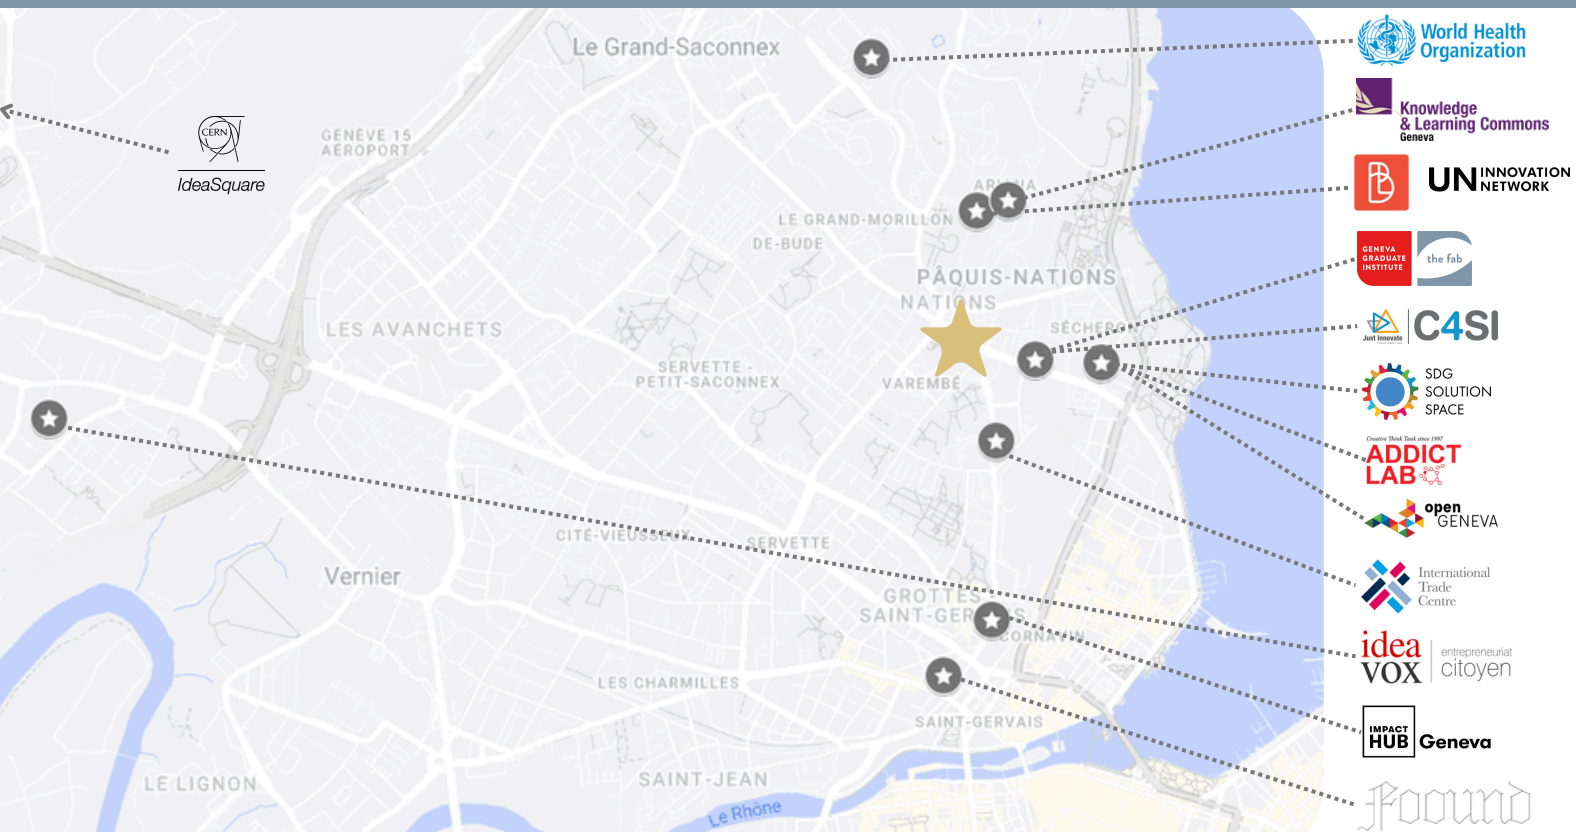 Le Grand-Saconnex
World Health
Organization
Knowledge
& Learning Commons
Geneva
CERN
IdeaSquare
GENÈVE 15
AÉROPORT
UN INNOVATION
NETWORK
LE GRAND-MORILLON
DE-BUDE
PÂQUIS-NATIONS
NATIONS
GENEVA
GRADUATE
INSTITUTE
the fab
LES AVANCHETS
SÉCHERON
Just Innovate
C4SI
SERVETTE -
PETIT-SACONNEX
VAREMBÉ
SDG
SOLUTION
SPACE
Creative Think Tank since 1997
ADDICT
LAB
open
GENEVA
CITÉ-VIEUSSEUX
SERVETTE
Vernier
International
Trade
Centre
GROTTES
SAINT-GERVAIS
CORNAVIN
idea
vox
entrepreneuriat
citoyen
LES CHARMILLES
SAINT-GERVAIS
IMPACT
HUB
Geneva
LE LIGNON
SAINT-JEAN
Le Rhône
Foound